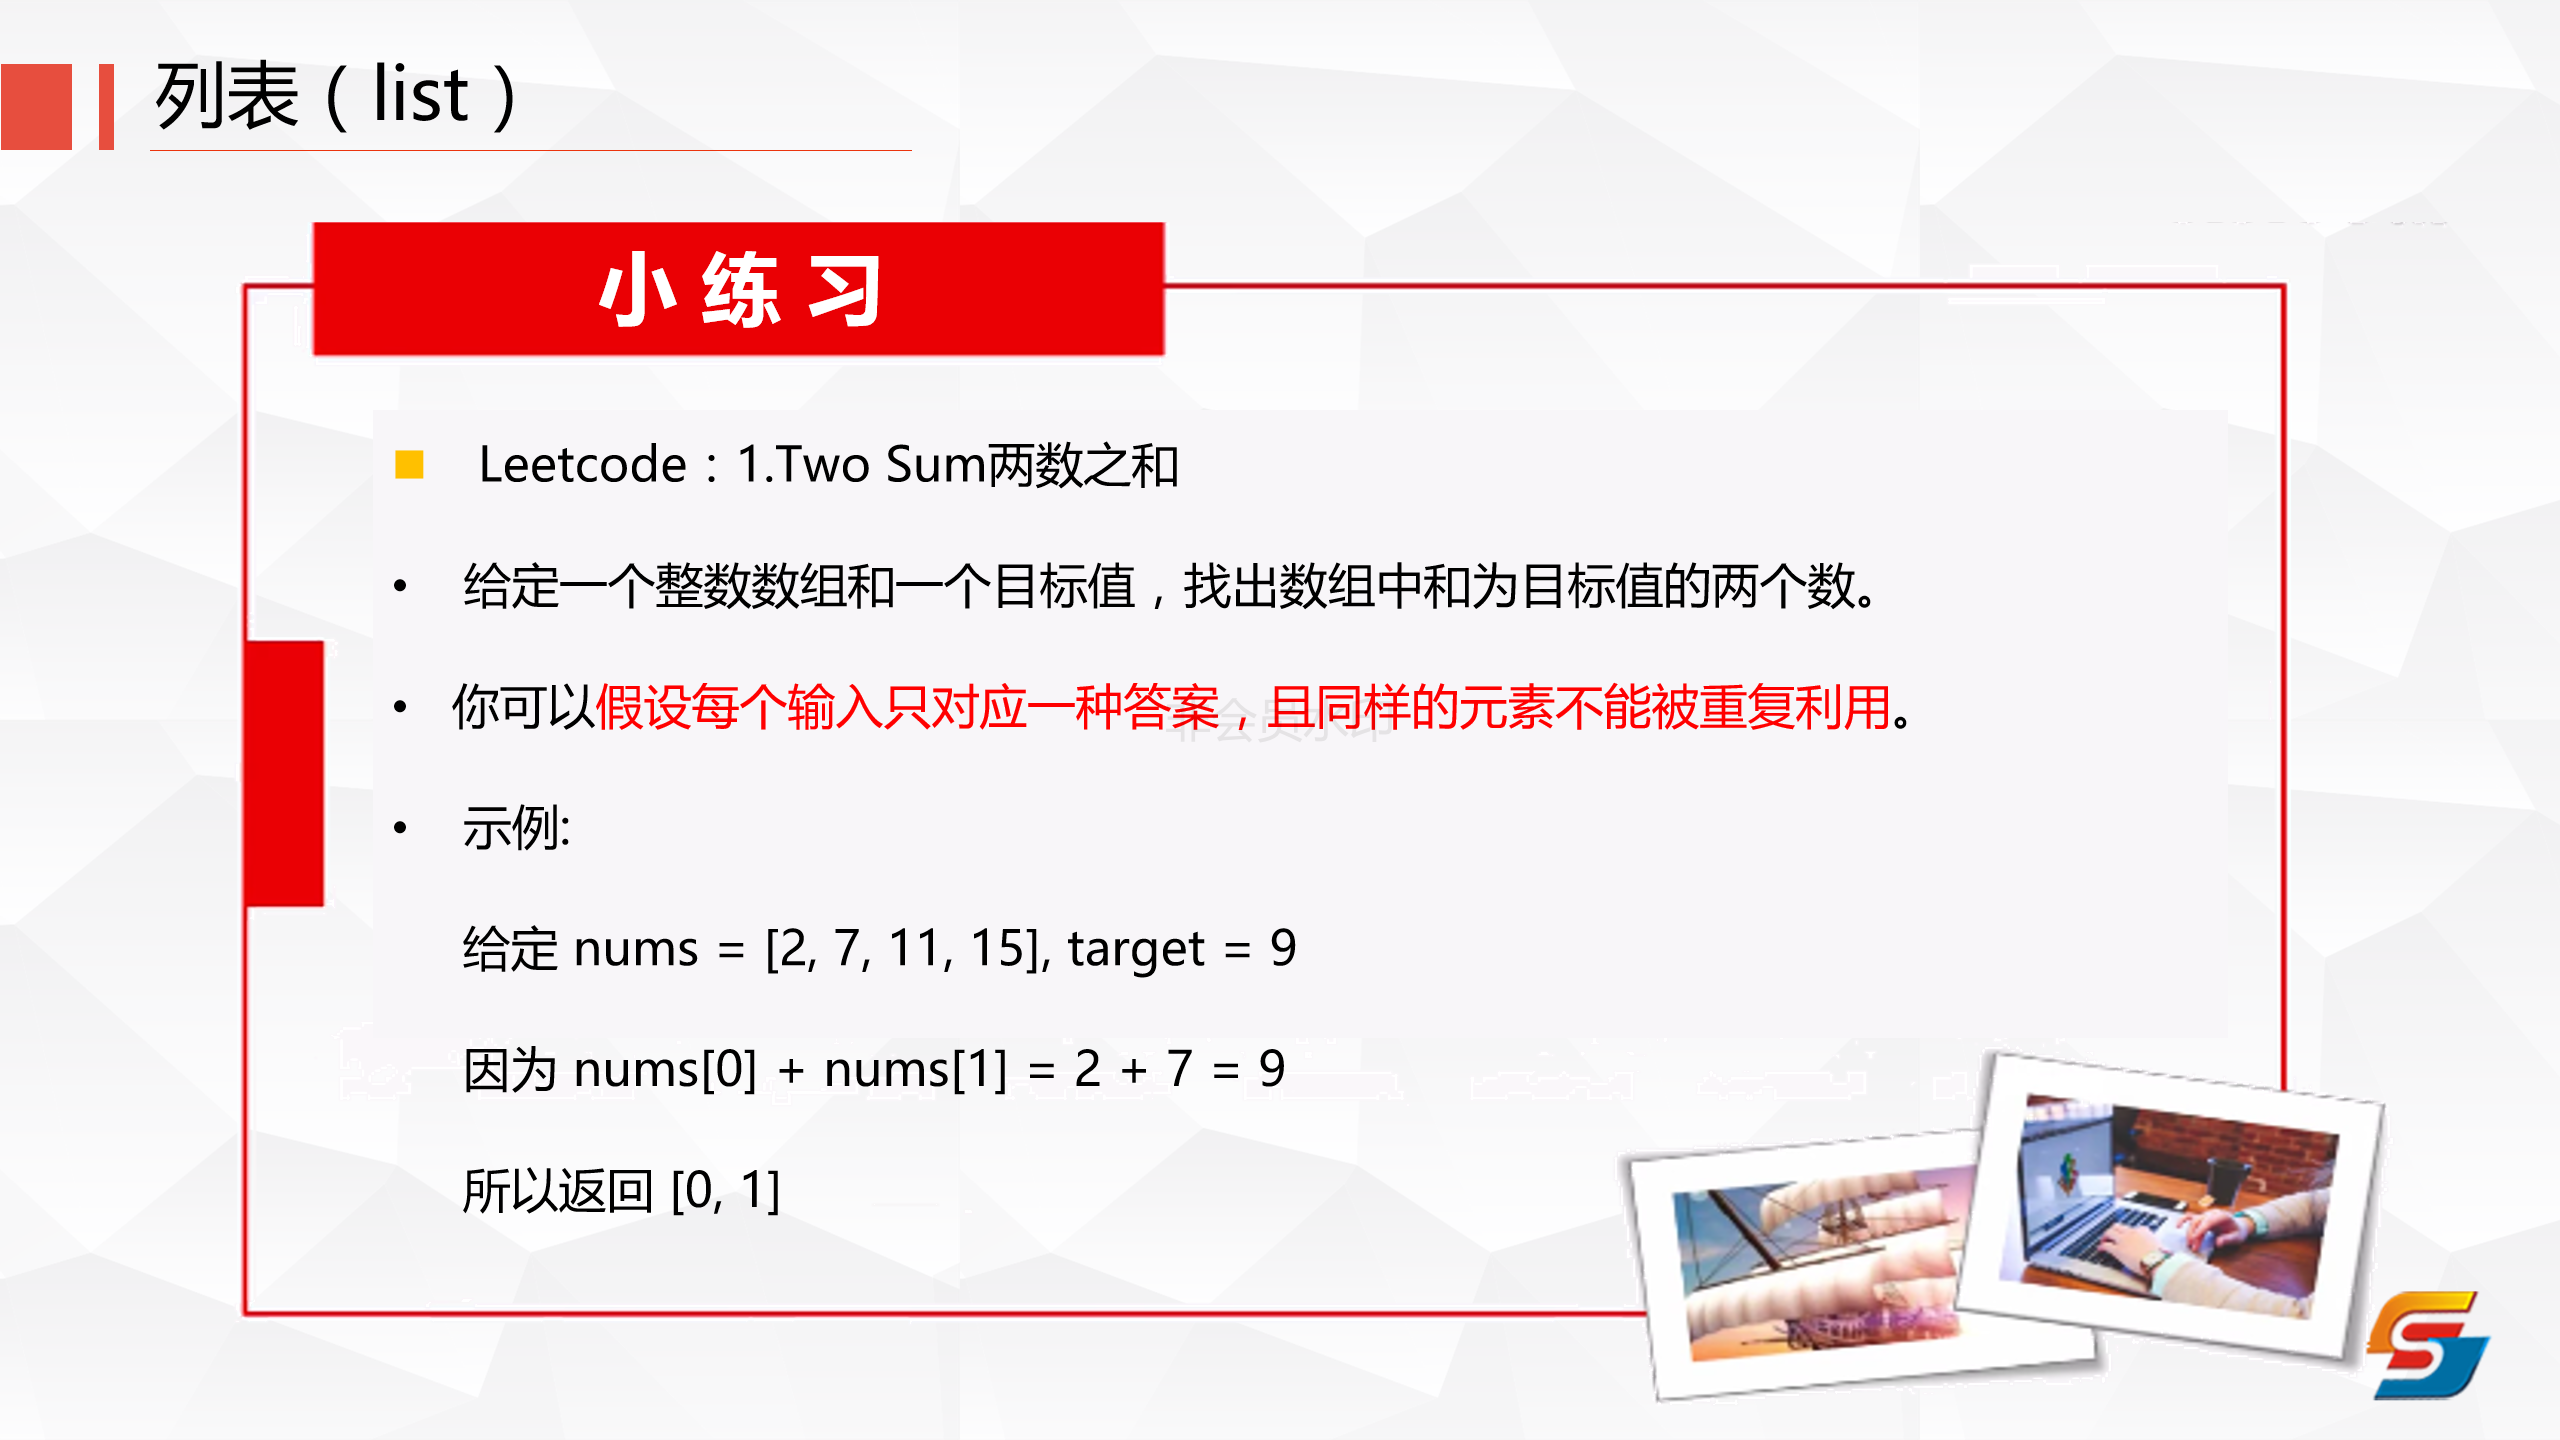 列表（list）
小 练 习
Leetcode：1.Two Sum两数之和
给定一个整数数组和一个目标值，找出数组中和为目标值的两个数。
你可以假设每个输入只对应一种答案，且同样的元素不能被重复利用。
非会员水印
示例:
给定 nums = [2, 7, 11, 15], target = 9
因为 nums[0] + nums[1] = 2 + 7 = 9
所以返回 [0, 1]